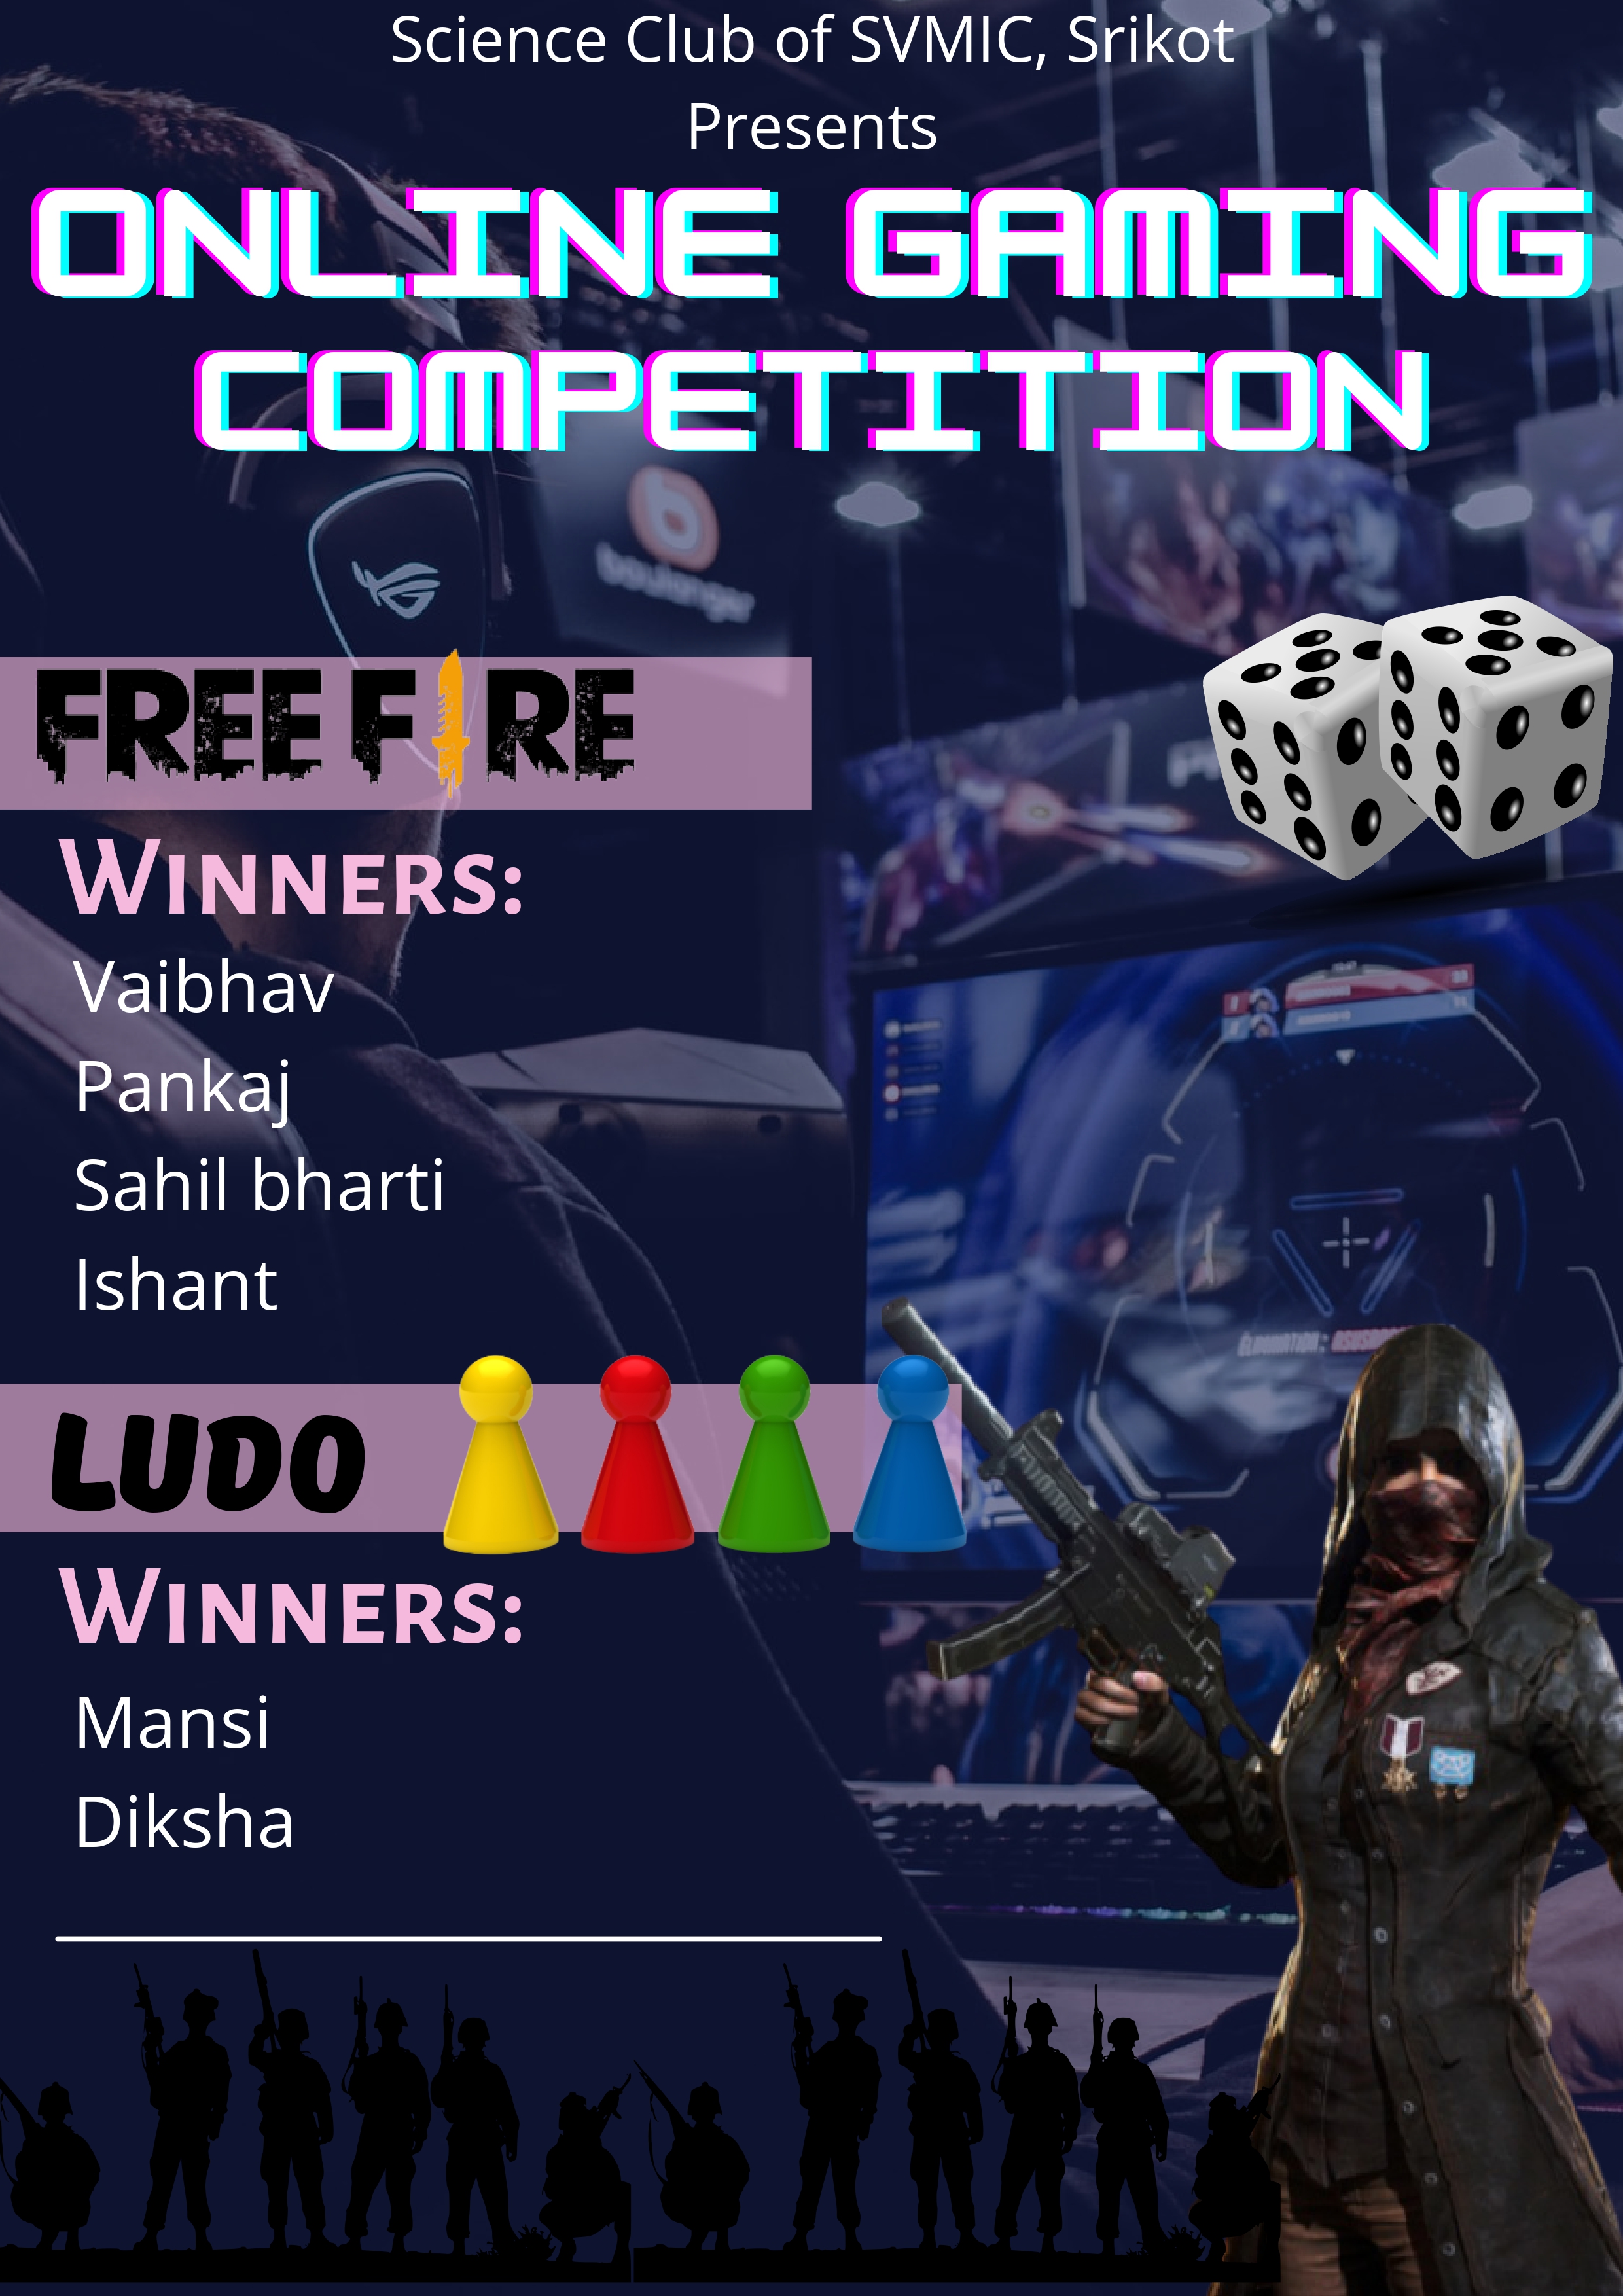 Science Club of SVMIC, Srikot
Presents
ONLINE GAMING
COMPETITION
boulanger
FREE FIRE
WINNERS:
Vaibhav
Pankaj
Sahil bharti
Ishant
LUDO
WINNERS:
Mansi
Diksha